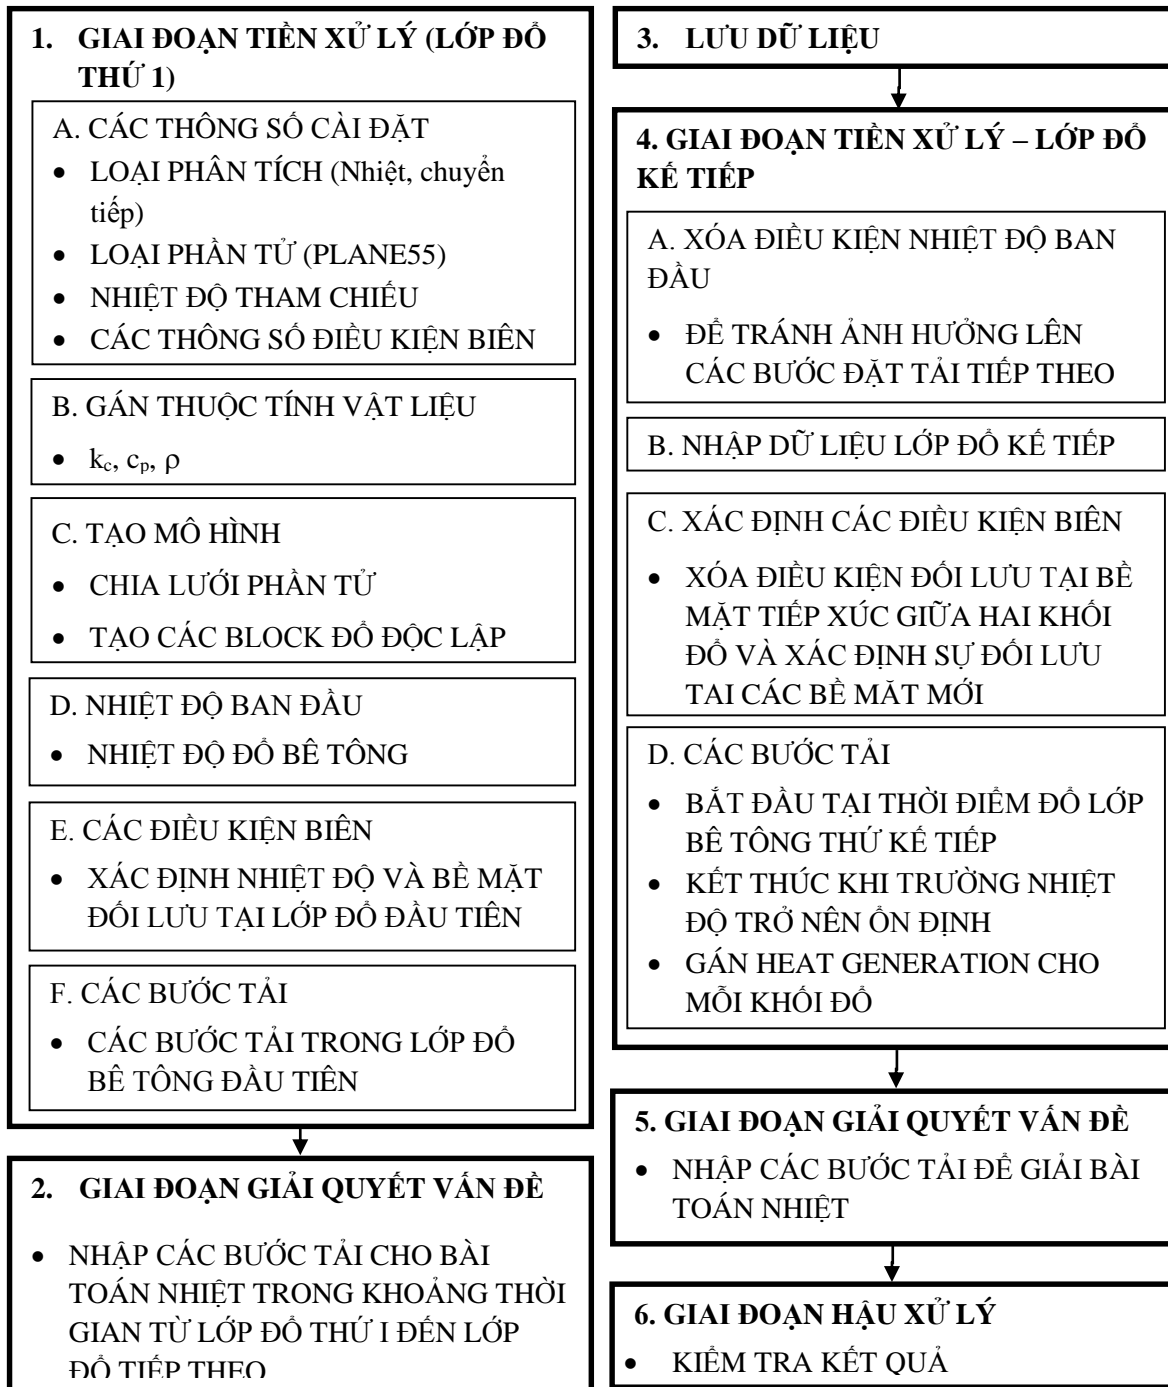 1. GIAI ĐOẠN TIỀN XỬ LÝ (LỚP ĐỔ
THỨ 1)
A. CÁC THÔNG SỐ CÀI ĐẶT
• LOẠI PHÂN TÍCH (Nhiệt, chuyển
tiếp)
• LOẠI PHẦN TỬ (PLANE55)
• NHIỆT ĐỘ THAM CHIẾU
• CÁC THÔNG SỐ ĐIỀU KIỆN BIÊN
B. GÁN THUỘC TÍNH VẬT LIỆU
• kc, cp, ρ
C. TẠO MÔ HÌNH
• CHIA LƯỚI PHẦN TỬ
• TẠO CÁC BLOCK ĐỔ ĐỘC LẬP
D. NHIỆT ĐỘ BAN ĐẦU
• NHIỆT ĐỘ ĐỔ BÊ TÔNG
E. CÁC ĐIỀU KIỆN BIÊN
• XÁC ĐỊNH NHIỆT ĐỘ VÀ BỀ MẶT
ĐỐI LƯU TẠI LỚP ĐỔ ĐẦU TIÊN
F. CÁC BƯỚC TẢI
• CÁC BƯỚC TẢI TRONG LỚP ĐỔ
BÊ TÔNG ĐẦU TIÊN
2. GIAI ĐOẠN GIẢI QUYẾT VẤN ĐỀ
• NHẬP CÁC BƯỚC TẢI CHO BÀI
TOÁN NHIỆT TRONG KHOẢNG THỜI
GIAN TỪ LỚP ĐỔ THỨ I ĐẾN LỚP
ĐỔ TIẾP THEO
3. LƯU DỮ LIỆU
4. GIAI ĐOẠN TIỀN XỬ LÝ – LỚP ĐỔ
KẾ TIẾP
A. XÓA ĐIỀU KIỆN NHIỆT ĐỘ BAN
ĐẦU
• ĐỂ TRÁNH ẢNH HƯỞNG LÊN
CÁC BƯỚC ĐẶT TẢI TIẾP THEO
B. NHẬP DỮ LIỆU LỚP ĐỔ KẾ TIẾP
C. XÁC ĐỊNH CÁC ĐIỀU KIỆN BIÊN
• XÓA ĐIỀU KIỆN ĐỐI LƯU TẠI BỀ
MẶT TIẾP XÚC GIỮA HAI KHỐI
ĐỔ VÀ XÁC ĐỊNH SỰ ĐỐI LƯU
TẠI CÁC BỀ MẶT MỚI
D. CÁC BƯỚC TẢI
• BẮT ĐẦU TẠI THỜI ĐIỂM ĐỔ LỚP
BÊ TÔNG THỨ KẾ TIẾP
• KẾT THÚC KHI TRƯỜNG NHIỆT
ĐỘ TRỞ NÊN ỔN ĐỊNH
• GÁN HEAT GENERATION CHO
MỖI KHỐI ĐỔ
5. GIAI ĐOẠN GIẢI QUYẾT VẤN ĐỀ
• NHẬP CÁC BƯỚC TẢI ĐỂ GIẢI BÀI
TOÁN NHIỆT
6. GIAI ĐOẠN HẬU XỬ LÝ
• KIỂM TRA KẾT QUẢ